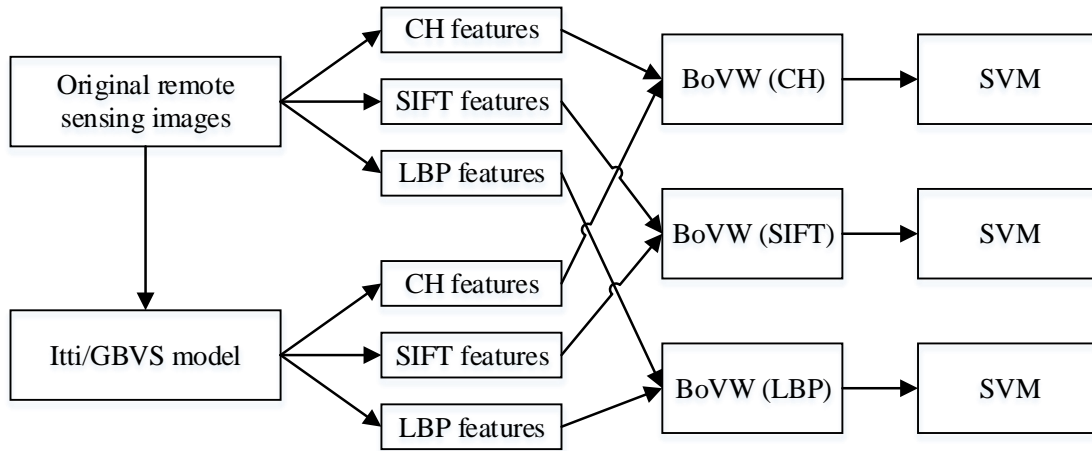 Original remote
sensing images
Itti/GBVS model
CH features
SIFT features
LBP features
CH features
SIFT features
LBP features
BoVW (CH)
BoVW (SIFT)
BoVW (LBP)
SVM
SVM
SVM